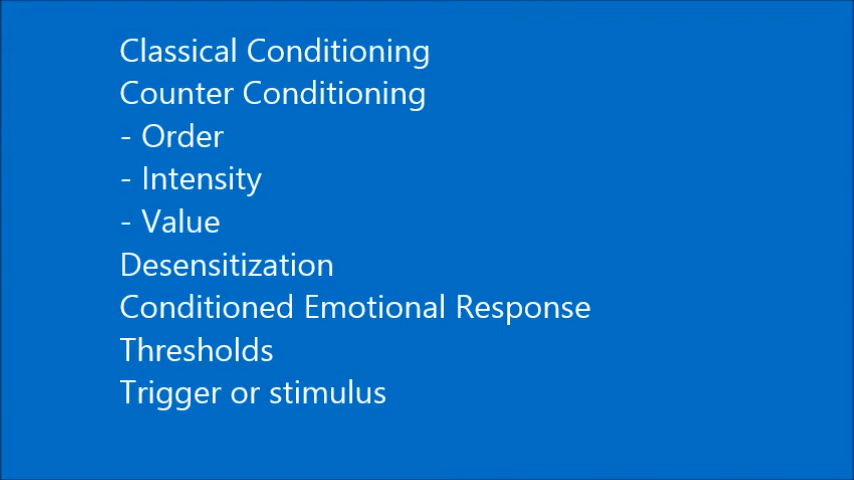 Classical Conditioning
Counter Conditioning
- Order
- Intensity
- Value
Desensitization
Conditioned Emotional Response
Thresholds
Trigger or stimulus